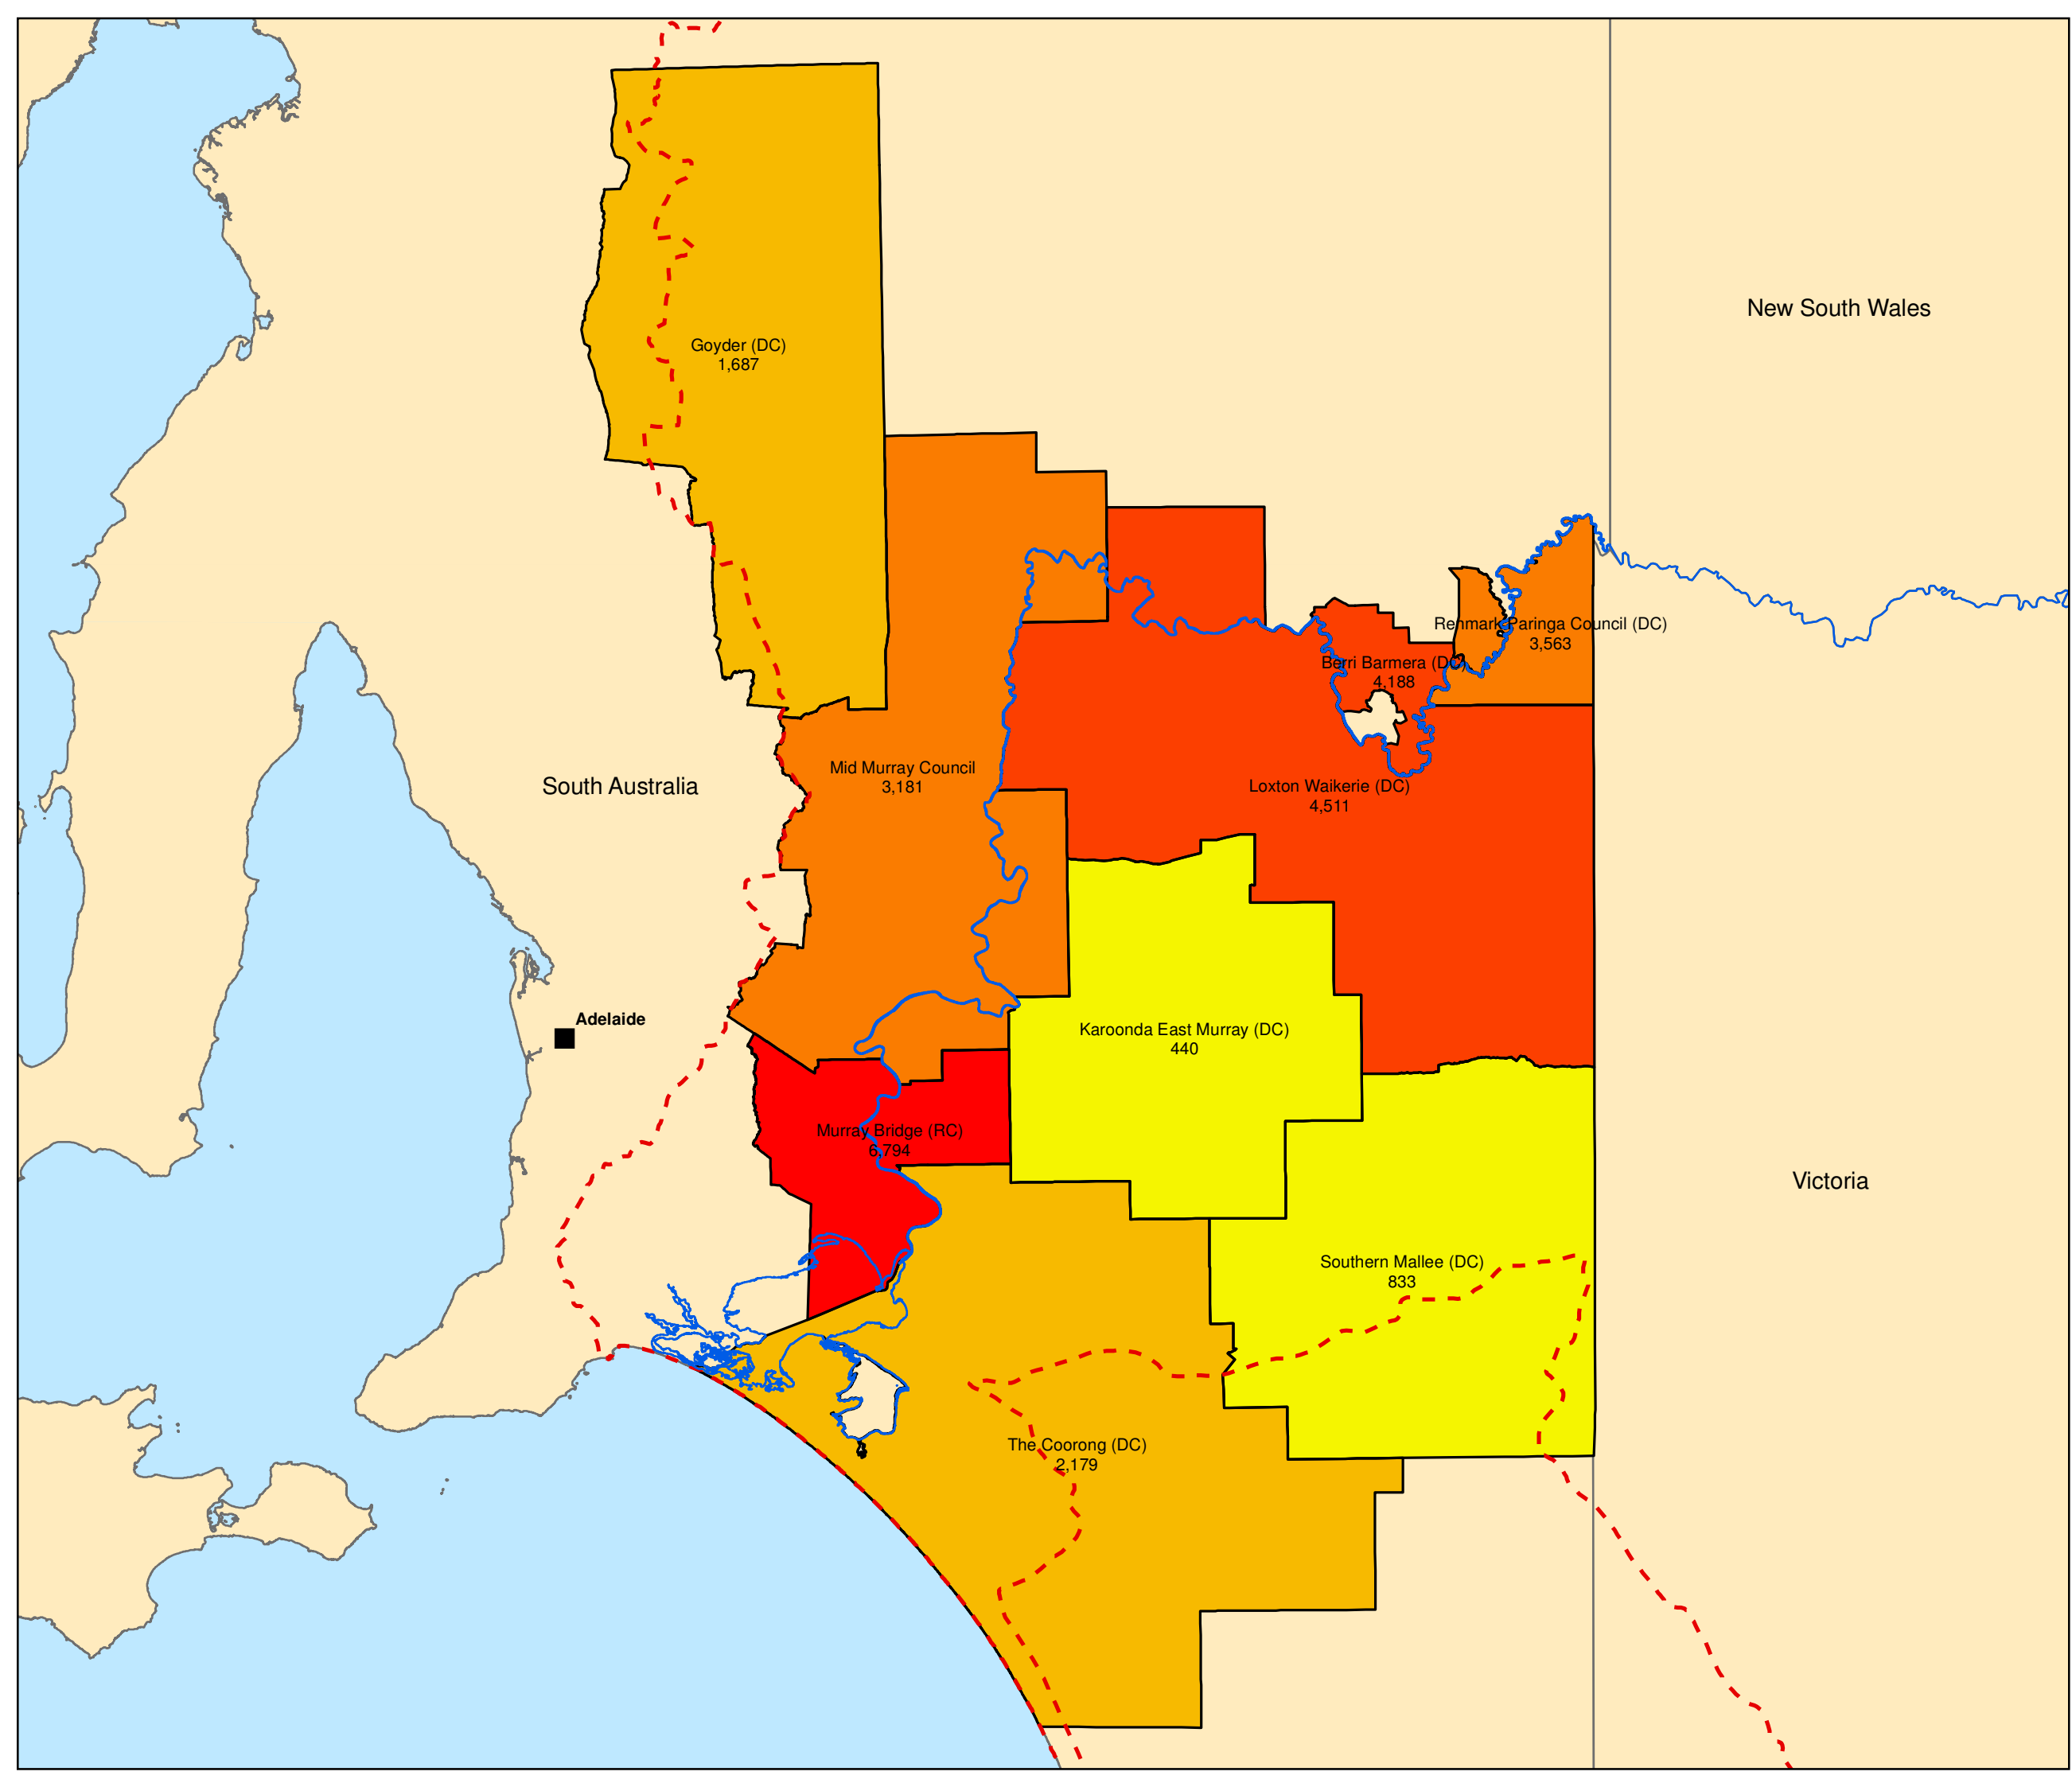 New South Wales
Goyder (DC)
1,687
Renmark Paringa Council (DC)
3,563
Berri Barmera (DC)
4,188
Mid Murray Council
3,181
South Australia
Loxton Waikerie (DC)
4,511
Adelaide
Karoonda East Murray (DC)
440
Murray Bridge (RC)
6,794
Victoria
Southern Mallee (DC)
833
The Coorong (DC)
2,179